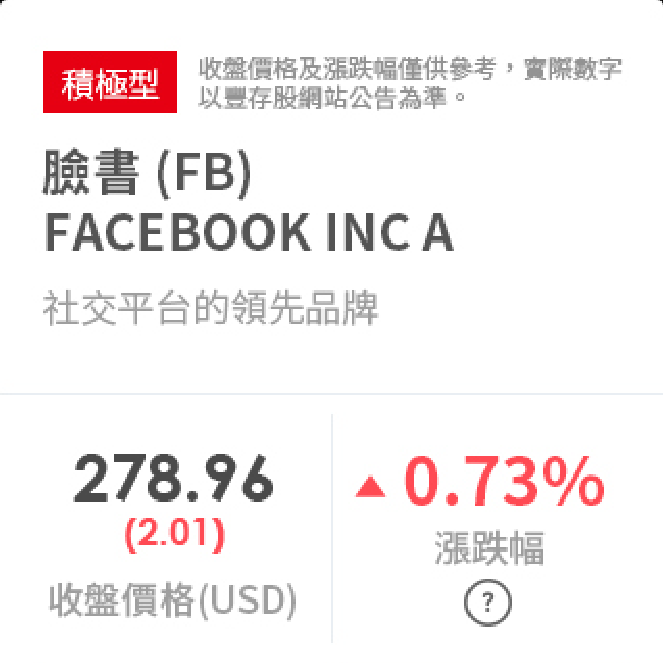 積極型
收盤價格及漲跌幅僅供參考，實際數字
以豐存股網站公告為準。
臉書 (FB)
FACEBOOK INC A
社交平台的領先品牌
278.96
(2.01)
收盤價格(USD)
▲ 0.73%
漲跌幅
?